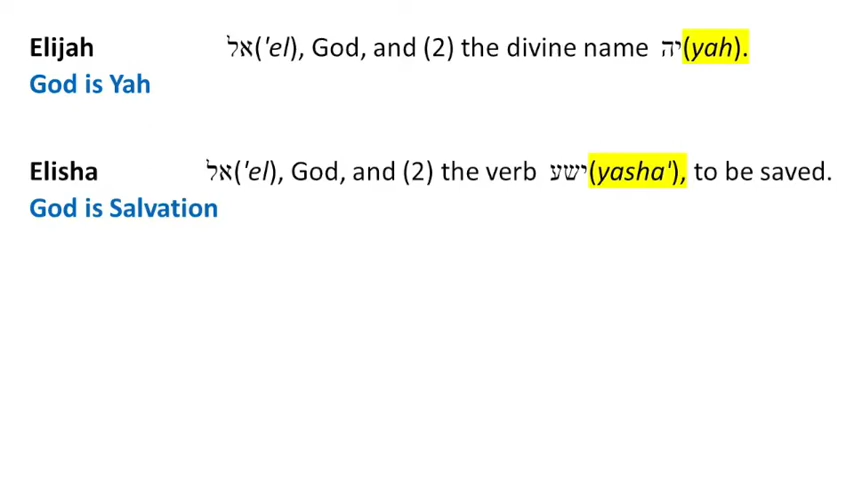 Elijah אל('el), God, and (2) the divine name יה(yah).
God is Yah
Elisha אל('el), God, and (2) the verb ישע(yasha'), to be saved.
God is Salvation